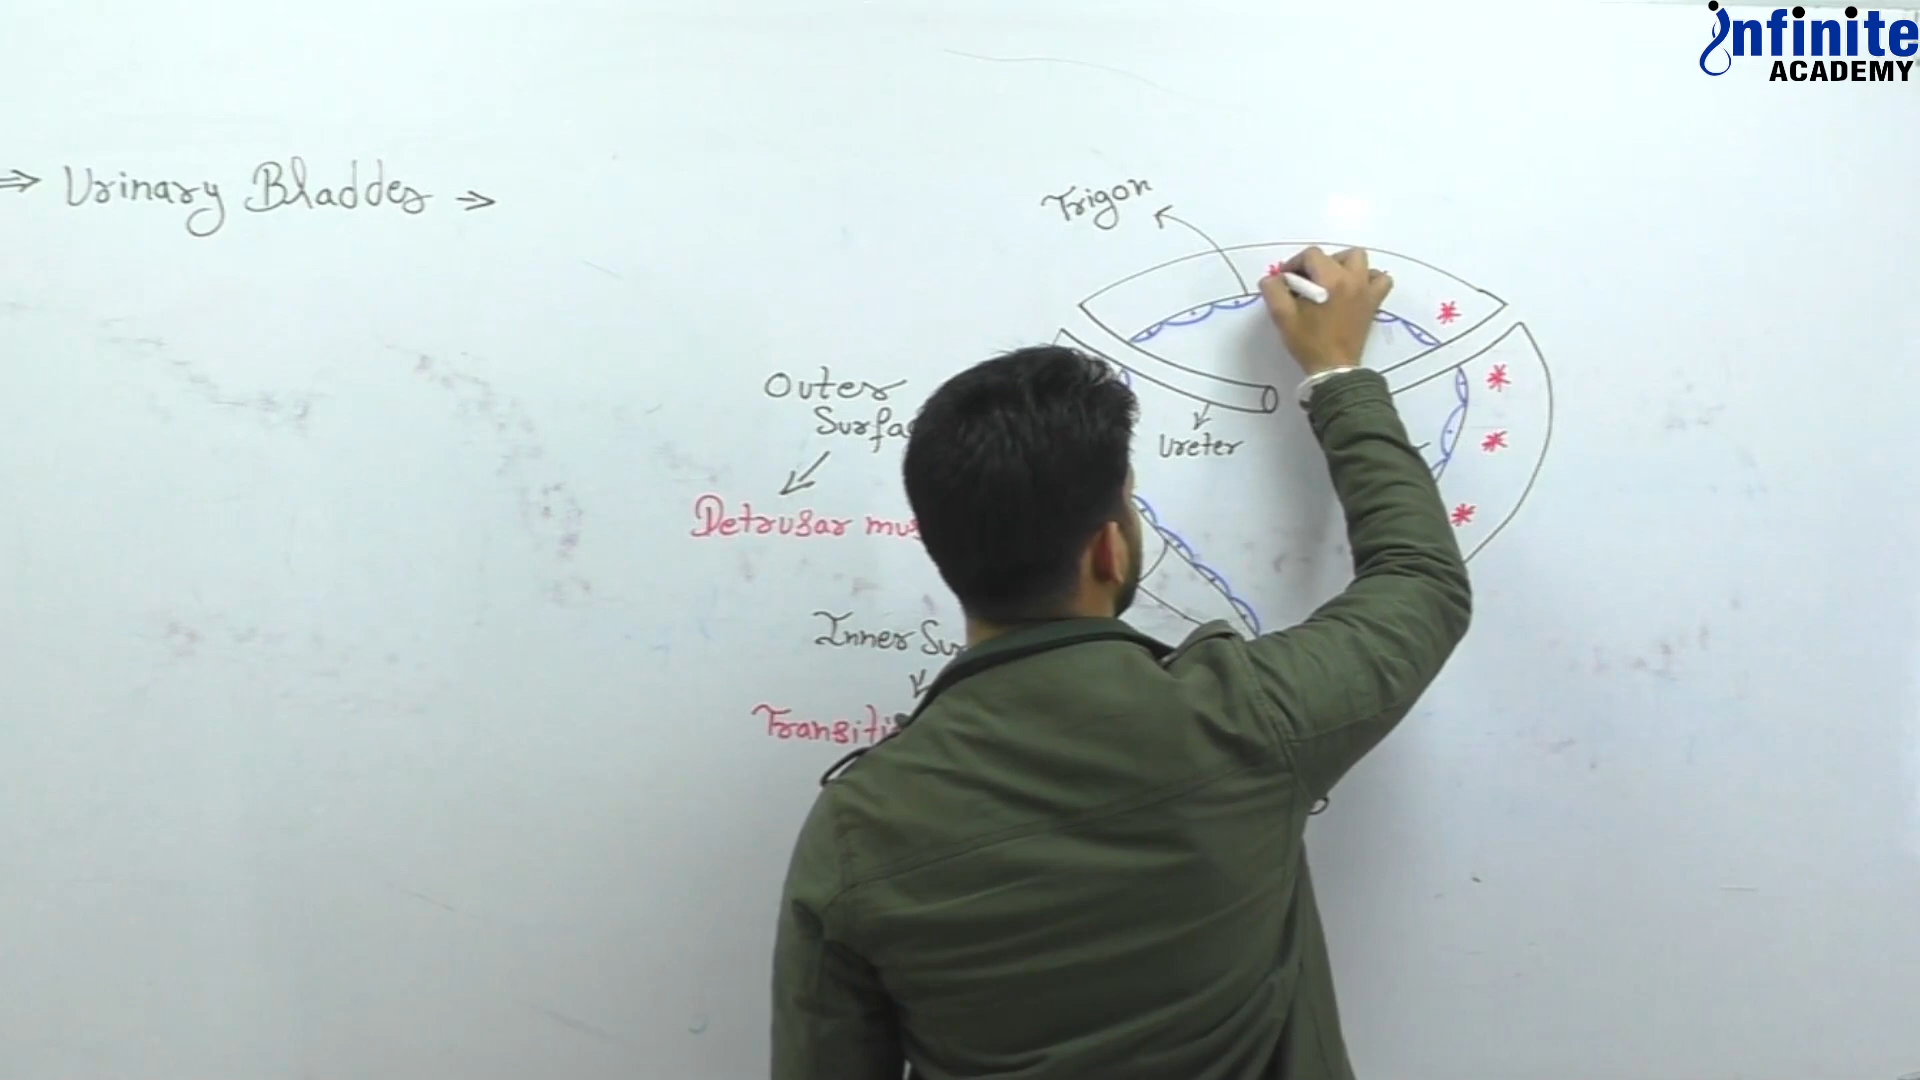 infinite
ACADEMY
⇒ Urinary Bladder →
Trigon
Outer
Ureter
Detrusar
Inner